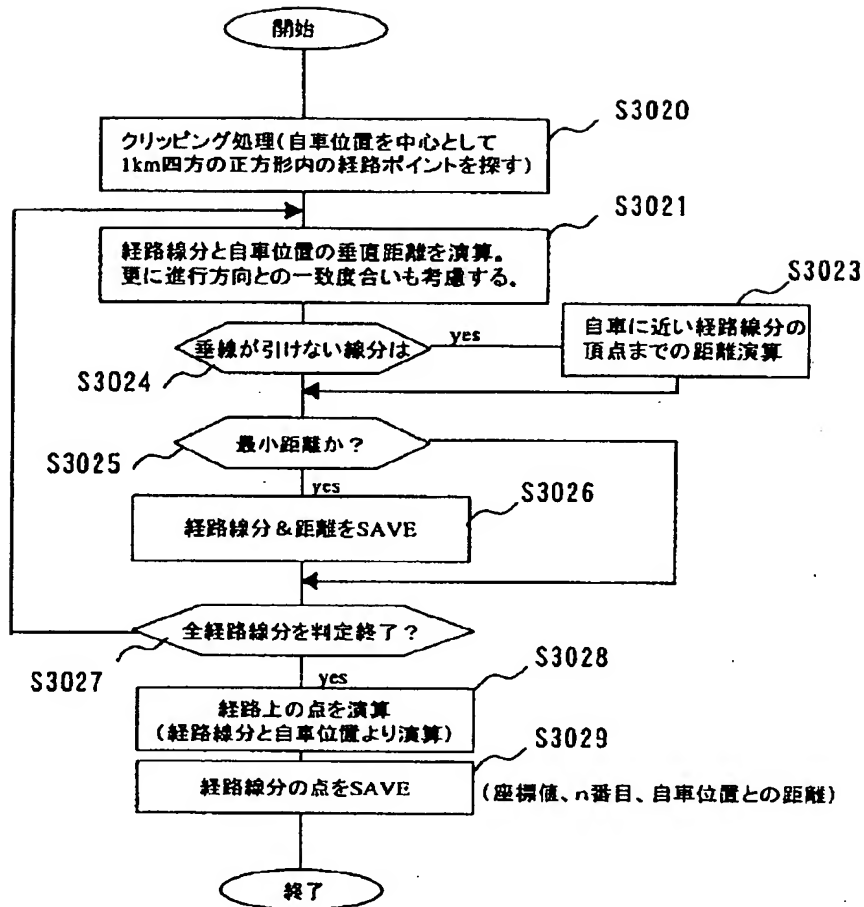 開始
S3020
クリッピング処理(自車位置を中心として
1km四方の正方形内の経路ポイントを探す)
S3021
経路線分と自車位置の垂直距離を演算。
更に進行方向との一致度合いも考慮する。
S3023
垂線が引けない線分は
yes
自車に近い経路線分の
頂点までの距離演算
S3024
最小距離か?
S3025
yes
S3026
経路線分&距離をSAVE
全経路線分を判定終了?
S3027
yes
S3028
経路上の点を演算
(経路線分と自車位置より演算)
S3029
経路線分の点をSAVE
(座標値、n番目、自車位置との距離)
終了